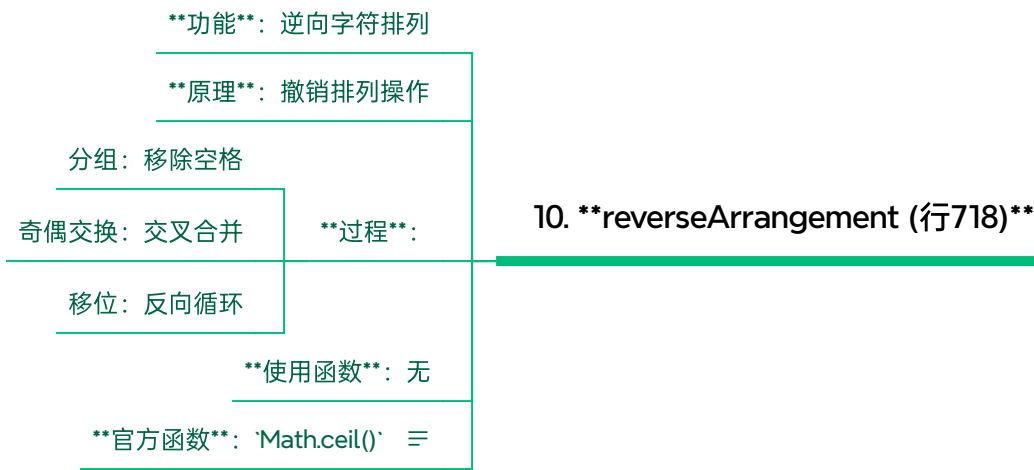 10. **reverseArrangement (行718)**
**功能**：逆向字符排列
**原理**：撤销排列操作
**过程**：
分组：移除空格
奇偶交换：交叉合并
移位：反向循环
**使用函数**：无
**官方函数**：`Math.ceil()`